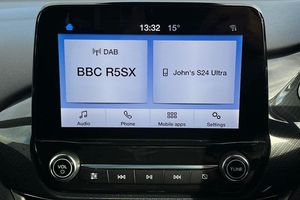 13:32 15°
DAB
BBC R5SX
John's S24 Ultra
Audio Phone Mobile apps Settings
VOL TUNE